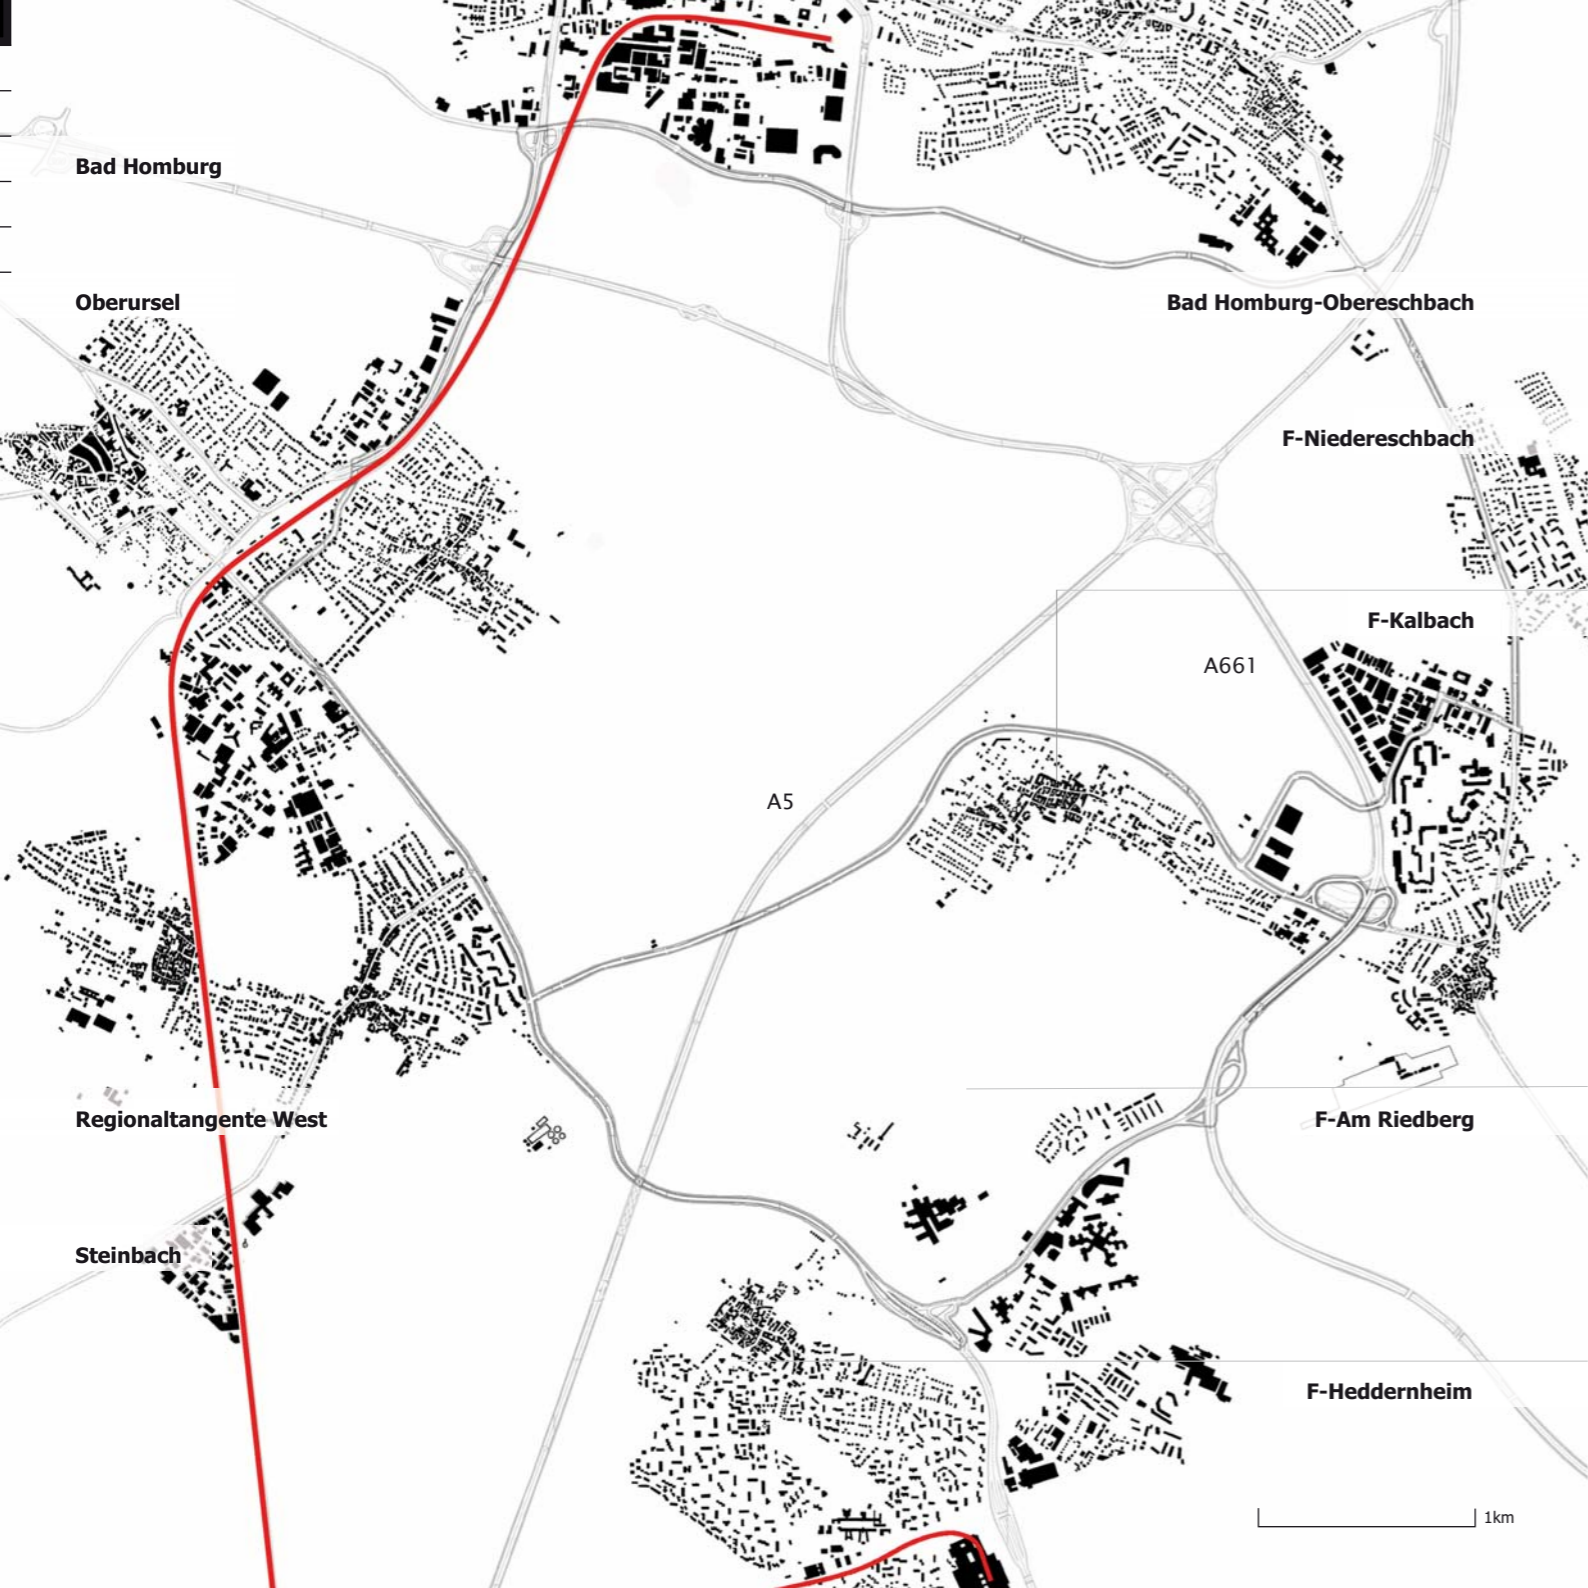 Bad Homburg
Oberursel
Bad Homburg-Obereschbach
F-Niedereschbach
F-Kalbach
A661
A5
Regionaltangente West
F-Am Riedberg
Steinbach
F-Heddernheim
1km